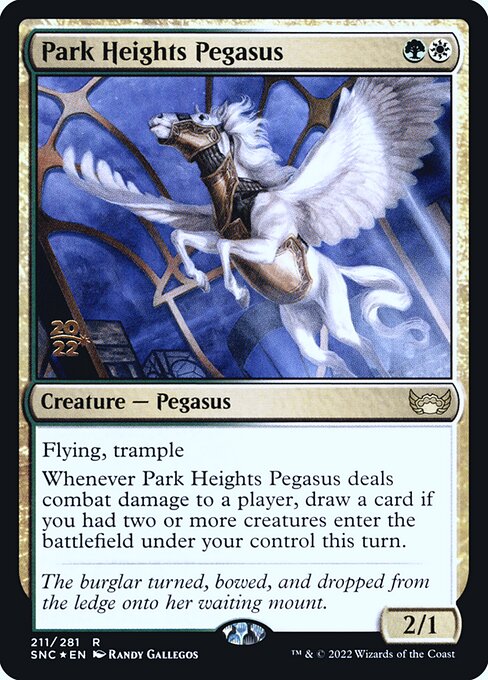 Park Heights Pegasus
20
22
Creature — Pegasus
Flying, trample
Whenever Park Heights Pegasus deals
combat damage to a player, draw a card if
you had two or more creatures enter the
battlefield under your control this turn.
The burglar turned, bowed, and dropped from
the ledge onto her waiting mount.
2/1
211/281 R
SNC ★ EN Randy Gallegos
™ & © 2022 Wizards of the Coast